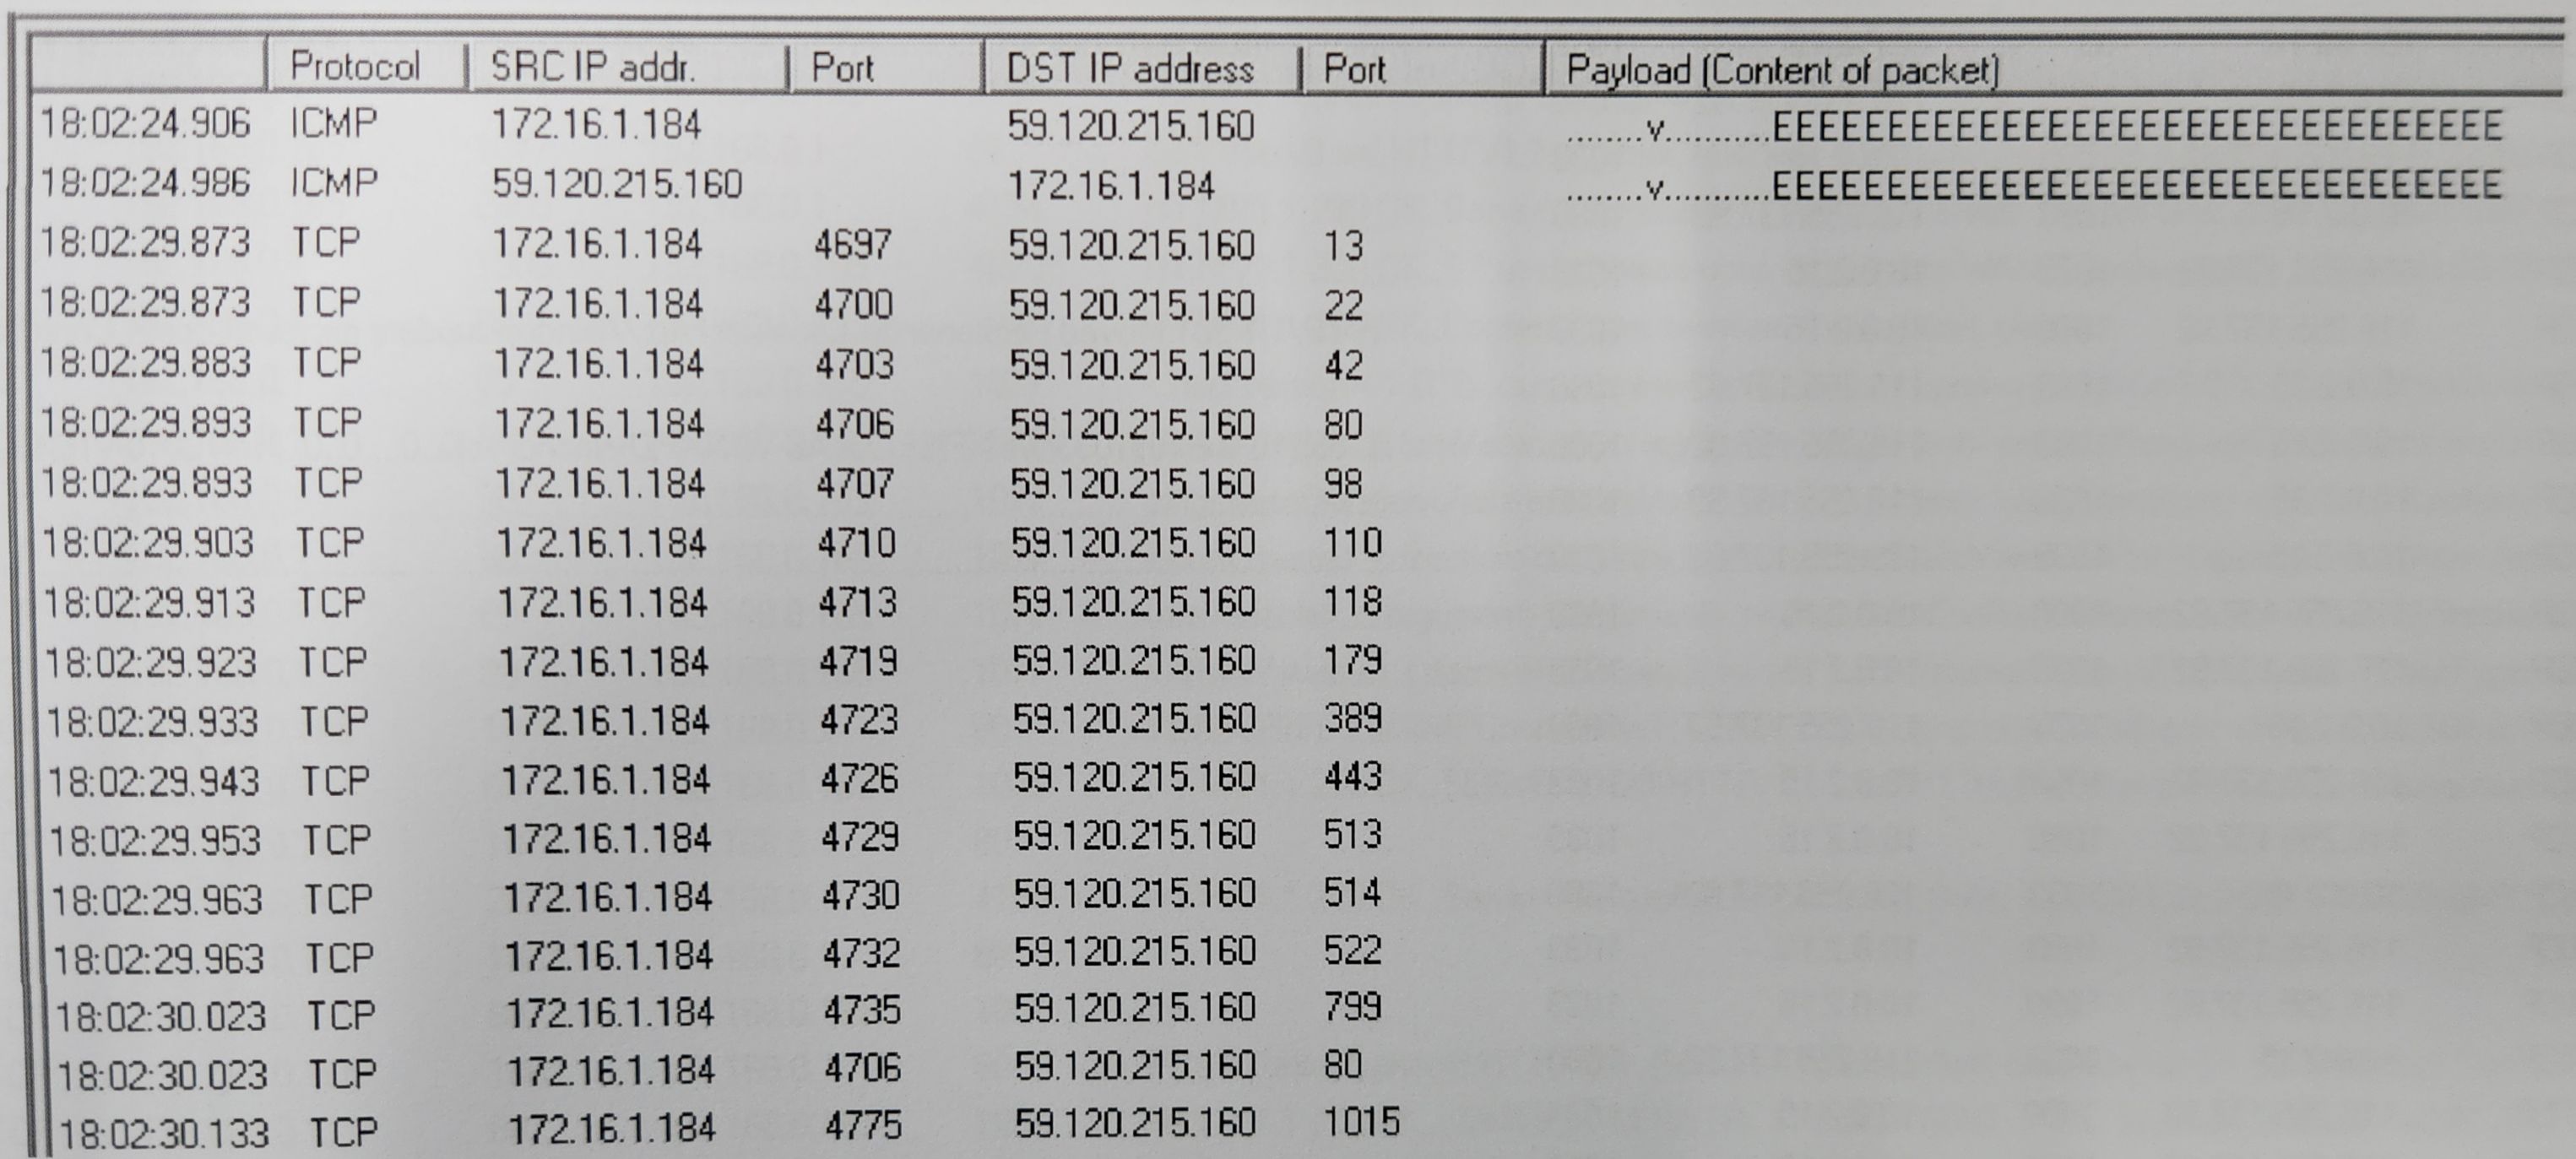 Protocol SRC IP addr. Port DST IP address Port Payload (Content of packet)
18:02:24.906 ICMP 172.16.1.184 59.120.215.160 ........v...........EEEEEEEEEEEEEEEEEEEEEEEEEEEEEEEE
18:02:24.986 ICMP 59.120.215.160 172.16.1.184 ........v...........EEEEEEEEEEEEEEEEEEEEEEEEEEEEEEEE
18:02:29.873 TCP 172.16.1.184 4697 59.120.215.160 13
18:02:29.873 TCP 172.16.1.184 4700 59.120.215.160 22
18:02:29.883 TCP 172.16.1.184 4703 59.120.215.160 42
18:02:29.893 TCP 172.16.1.184 4706 59.120.215.160 80
18:02:29.893 TCP 172.16.1.184 4707 59.120.215.160 98
18:02:29.903 TCP 172.16.1.184 4710 59.120.215.160 110
18:02:29.913 TCP 172.16.1.184 4713 59.120.215.160 118
18:02:29.923 TCP 172.16.1.184 4719 59.120.215.160 179
18:02:29.933 TCP 172.16.1.184 4723 59.120.215.160 389
18:02:29.943 TCP 172.16.1.184 4726 59.120.215.160 443
18:02:29.953 TCP 172.16.1.184 4729 59.120.215.160 513
18:02:29.963 TCP 172.16.1.184 4730 59.120.215.160 514
18:02:29.963 TCP 172.16.1.184 4732 59.120.215.160 522
18:02:30.023 TCP 172.16.1.184 4735 59.120.215.160 799
18:02:30.023 TCP 172.16.1.184 4706 59.120.215.160 80
18:02:30.133 TCP 172.16.1.184 4775 59.120.215.160 1015